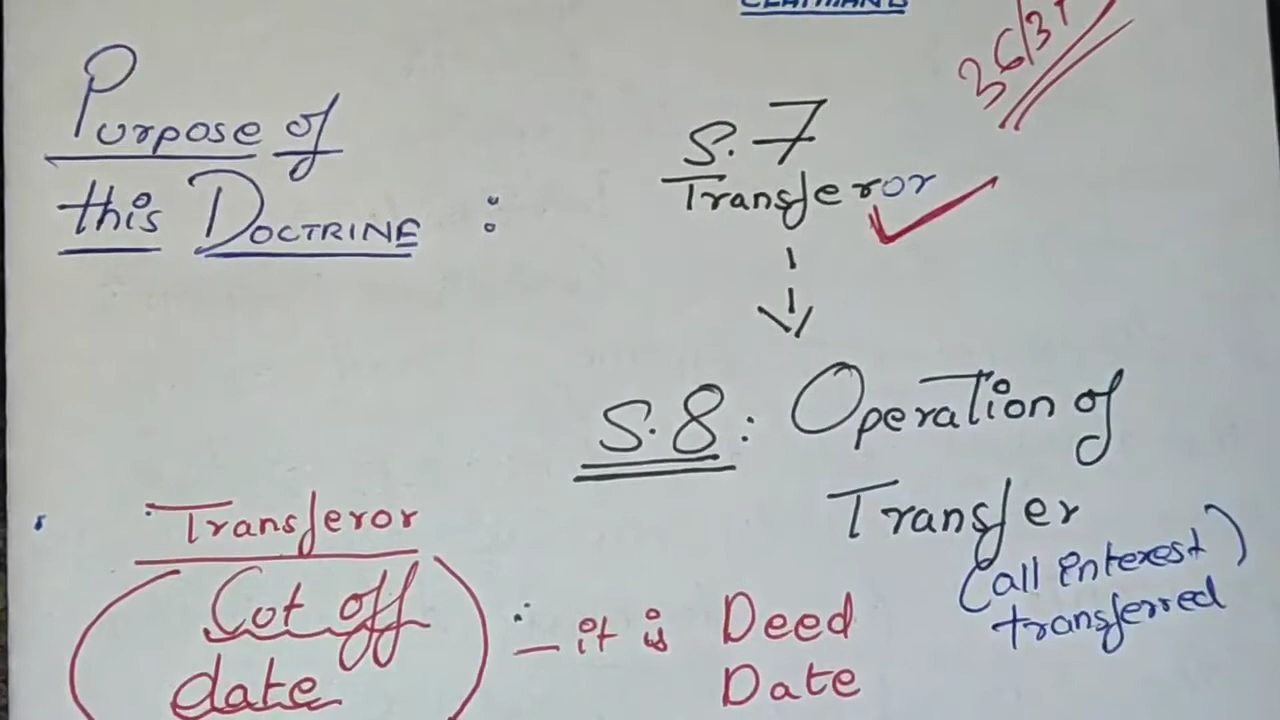 Purpose of
this DOCTRINE :
36/37
S.7
Transferor
S.8: Operation of
Transfer
(all interest)
transferred
Transferor
Cot off
date
∴ it is Deed
Date